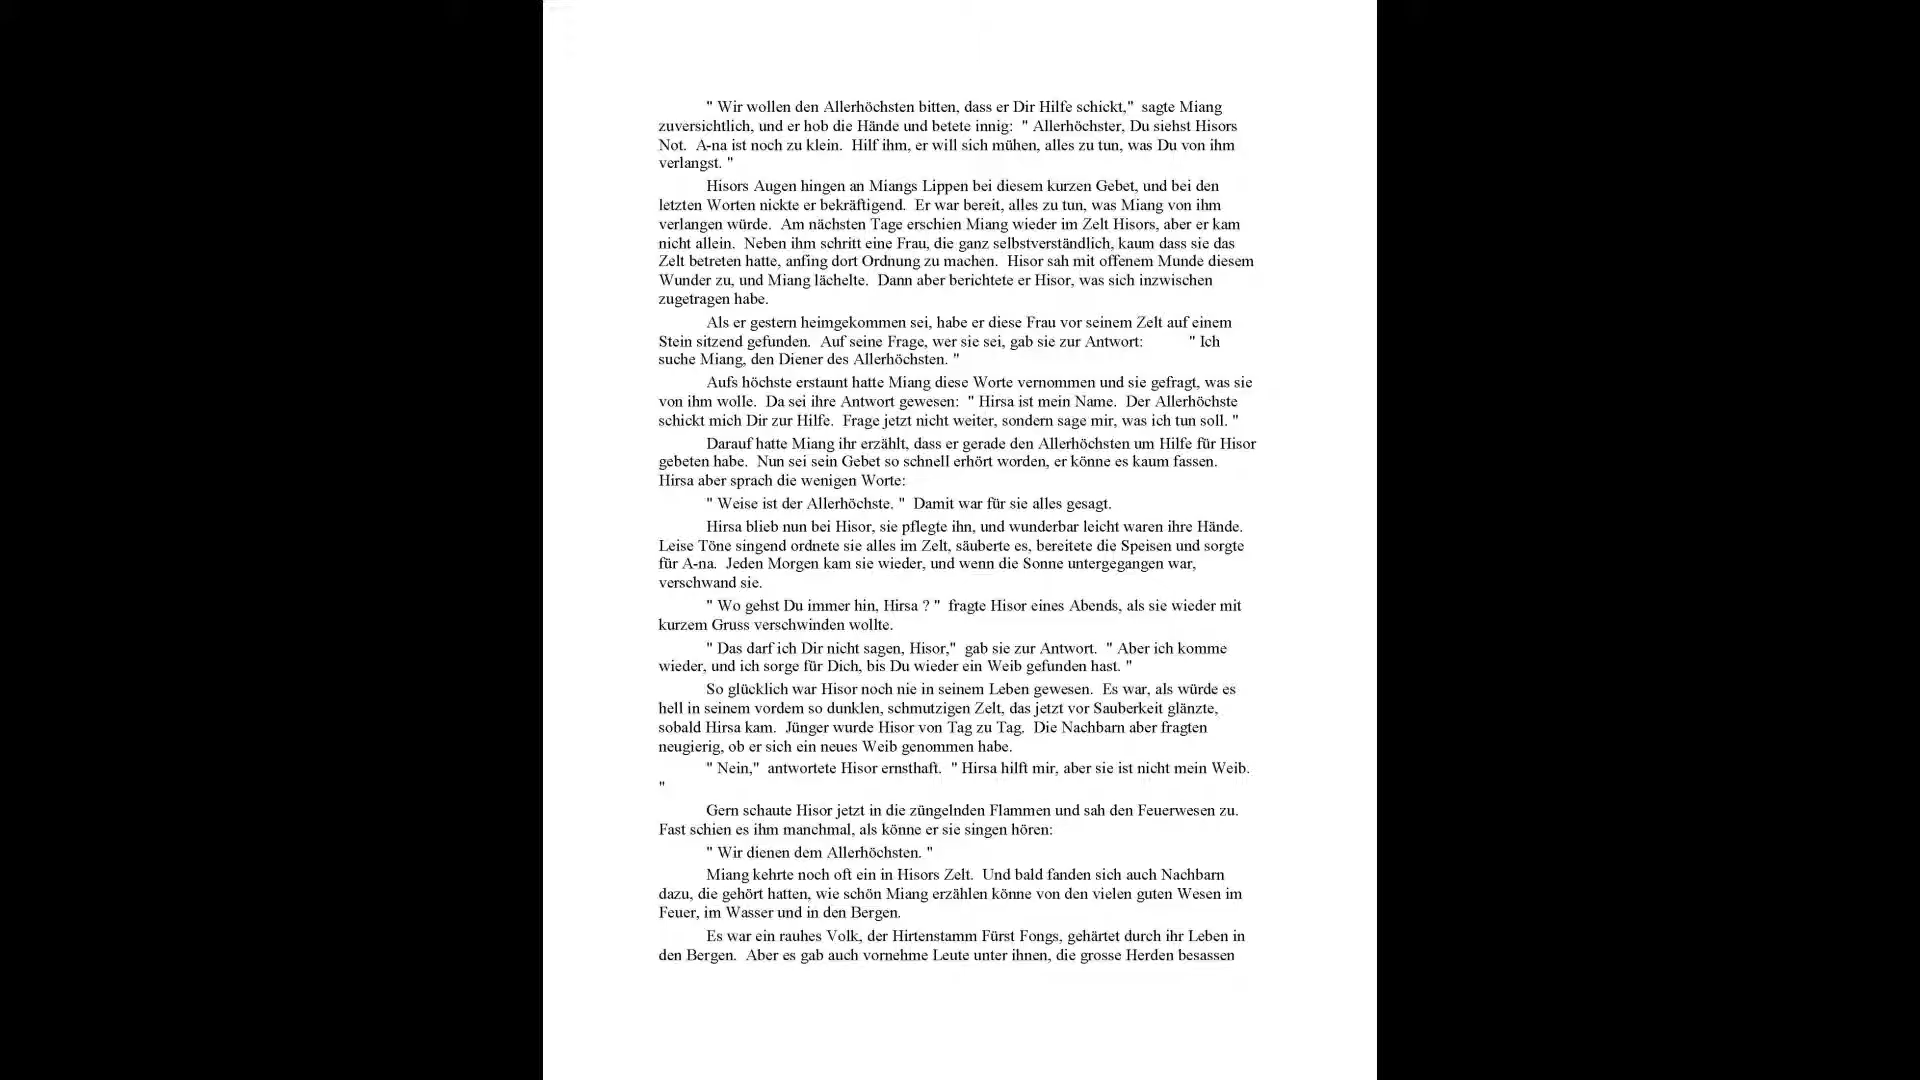 " Wir wollen den Allerhöchsten bitten, dass er Dir Hilfe schickt,"  sagte Miang
zuversichtlich, und er hob die Hände und betete innig:  " Allerhöchster, Du siehst Hisors
Not.  A-na ist noch zu klein.  Hilf ihm, er will sich mühen, alles zu tun, was Du von ihm
verlangst. "
Hisors Augen hingen an Miangs Lippen bei diesem kurzen Gebet, und bei den
letzten Worten nickte er bekräftigend.  Er war bereit, alles zu tun, was Miang von ihm
verlangen würde.  Am nächsten Tage erschien Miang wieder im Zelt Hisors, aber er kam
nicht allein.  Neben ihm schritt eine Frau, die ganz selbstverständlich, kaum dass sie das
Zelt betreten hatte, anfing dort Ordnung zu machen.  Hisor sah mit offenem Munde diesem
Wunder zu, und Miang lächelte.  Dann aber berichtete er Hisor, was sich inzwischen
zugetragen habe.
Als er gestern heimgekommen sei, habe er diese Frau vor seinem Zelt auf einem
Stein sitzend gefunden.  Auf seine Frage, wer sie sei, gab sie zur Antwort:  " Ich
suche Miang, den Diener des Allerhöchsten. "
Aufs höchste erstaunt hatte Miang diese Worte vernommen und sie gefragt, was sie
von ihm wolle.  Da sei ihre Antwort gewesen:  " Hirsa ist mein Name.  Der Allerhöchste
schickt mich Dir zur Hilfe.  Frage jetzt nicht weiter, sondern sage mir, was ich tun soll. "
Darauf hatte Miang ihr erzählt, dass er gerade den Allerhöchsten um Hilfe für Hisor
gebeten habe.  Nun sei sein Gebet so schnell erhört worden, er könne es kaum fassen.
Hirsa aber sprach die wenigen Worte:
" Weise ist der Allerhöchste. "  Damit war für sie alles gesagt.
Hirsa blieb nun bei Hisor, sie pflegte ihn, und wunderbar leicht waren ihre Hände.
Leise Töne singend ordnete sie alles im Zelt, säuberte es, bereitete die Speisen und sorgte
für A-na.  Jeden Morgen kam sie wieder, und wenn die Sonne untergegangen war,
verschwand sie.
" Wo gehst Du immer hin, Hirsa ? "  fragte Hisor eines Abends, als sie wieder mit
kurzem Gruss verschwinden wollte.
" Das darf ich Dir nicht sagen, Hisor,"  gab sie zur Antwort.  " Aber ich komme
wieder, und ich sorge für Dich, bis Du wieder ein Weib gefunden hast. "
So glücklich war Hisor noch nie in seinem Leben gewesen.  Es war, als würde es
hell in seinem vordem so dunklen, schmutzigen Zelt, das jetzt vor Sauberkeit glänzte,
sobald Hirsa kam.  Jünger wurde Hisor von Tag zu Tag.  Die Nachbarn aber fragten
neugierig, ob er sich ein neues Weib genommen habe.
" Nein,"  antwortete Hisor ernsthaft.  " Hirsa hilft mir, aber sie ist nicht mein Weib.
"
Gern schaute Hisor jetzt in die züngelnden Flammen und sah den Feuerwesen zu.
Fast schien es ihm manchmal, als könne er sie singen hören:
" Wir dienen dem Allerhöchsten. "
Miang kehrte noch oft ein in Hisors Zelt.  Und bald fanden sich auch Nachbarn
dazu, die gehört hatten, wie schön Miang erzählen könne von den vielen guten Wesen im
Feuer, im Wasser und in den Bergen.
Es war ein rauhes Volk, der Hirtenstamm Fürst Fongs, gehärtet durch ihr Leben in
den Bergen.  Aber es gab auch vornehme Leute unter ihnen, die grosse Herden besassen